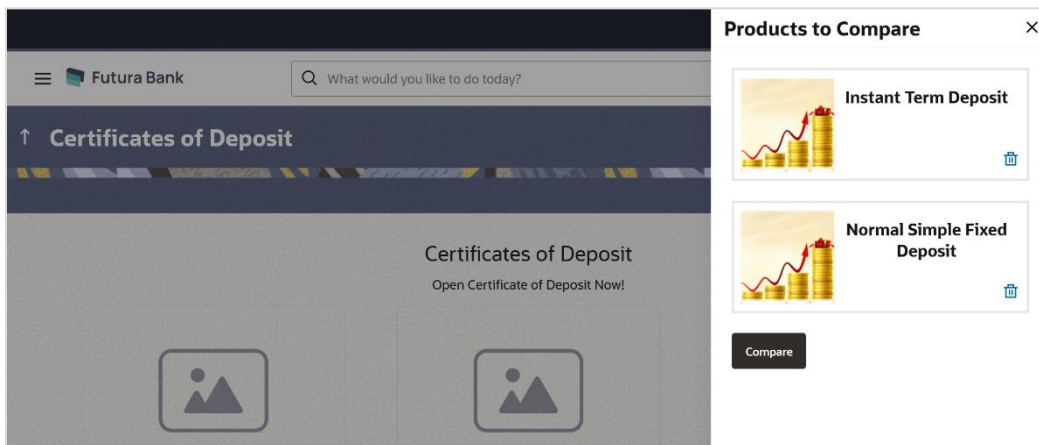 Products to Compare
Futura Bank
What would you like to do today?
Certificates of Deposit
Certificates of Deposit
Open Certificate of Deposit Now!
Instant Term Deposit
Normal Simple Fixed
Deposit
Compare